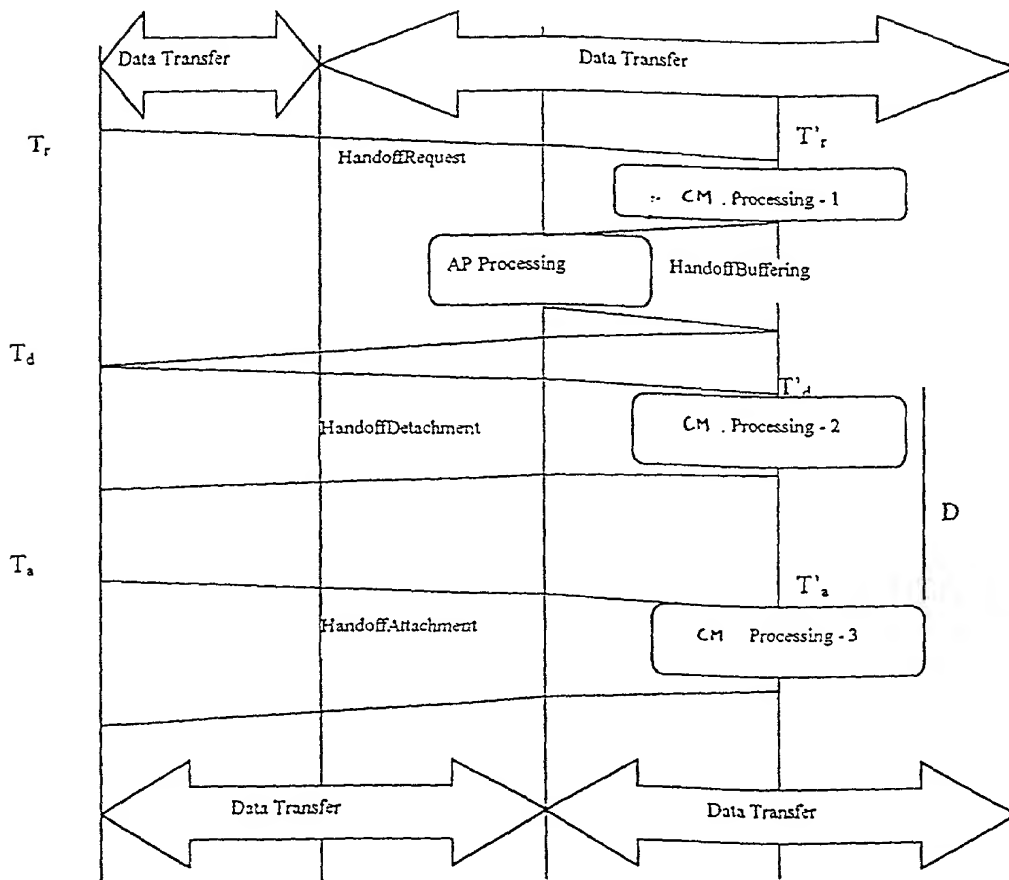 Data Transfer
Data Transfer
Tr
T'r
HandoffRequest
:- CM . Processing - 1
AP Processing
HandoffBuffering
Td
T'd
HandoffDetachment
CM . Processing - 2
D
Ta
T'a
HandoffAttachment
CM Processing - 3
Data Transfer
Data Transfer